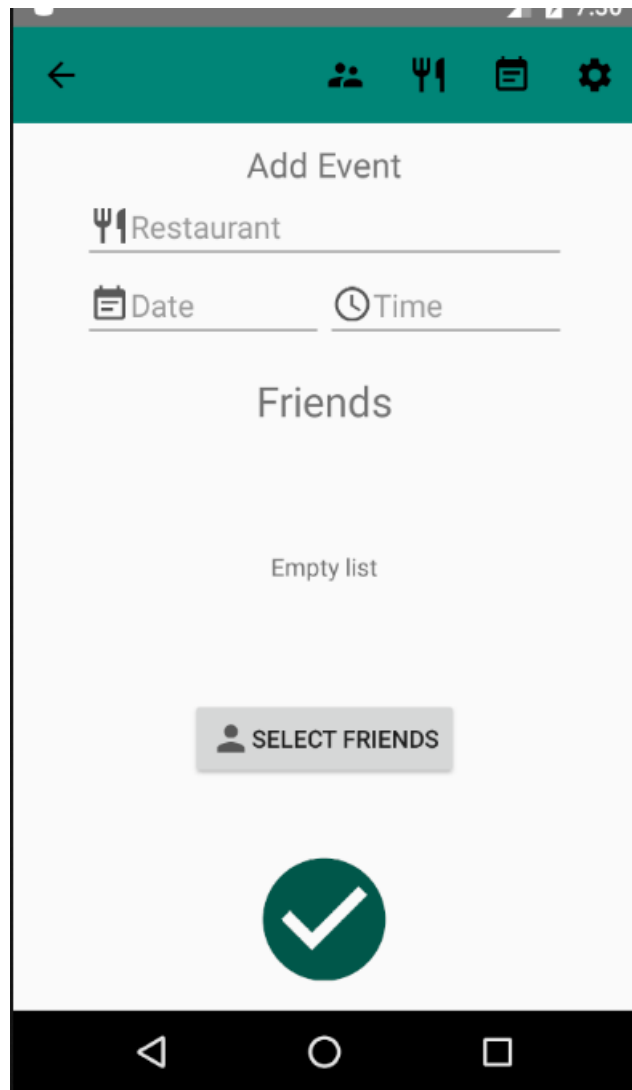 Add Event
Restaurant
Date Time
Friends
Empty list
SELECT FRIENDS